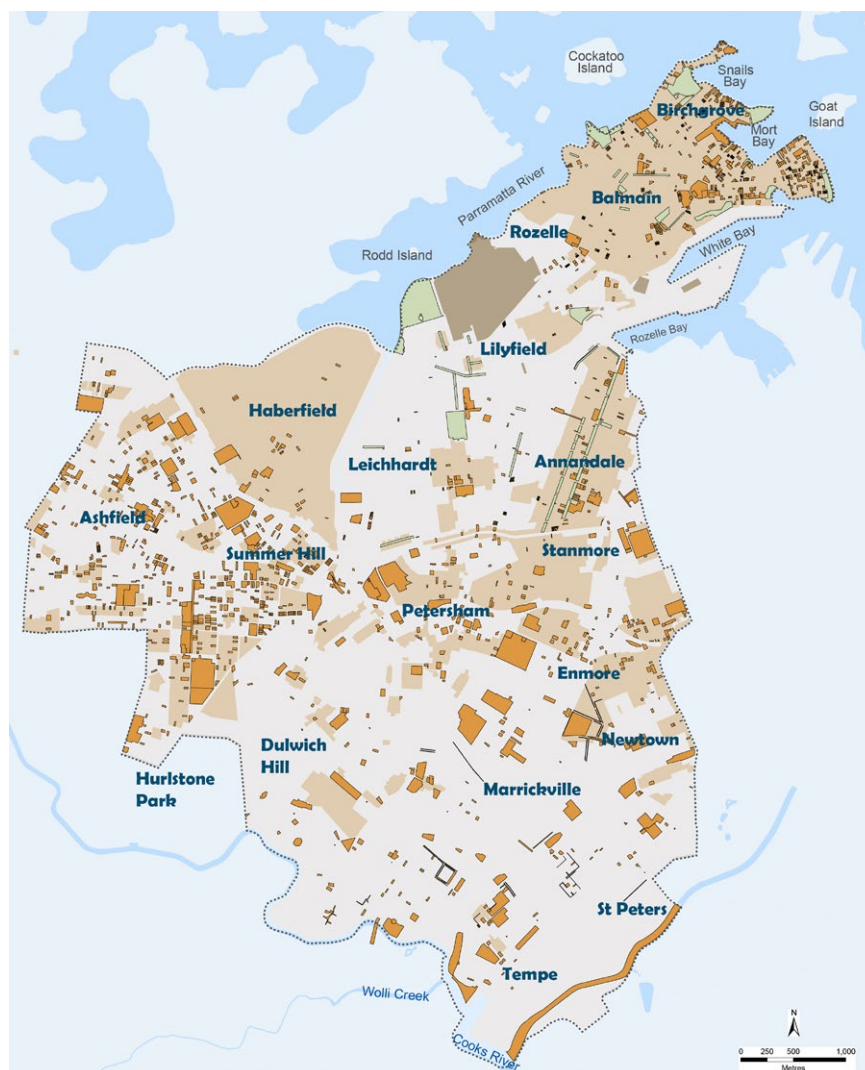 Cockatoo
Island
Snails
Bay
Goat
Island
Birchgrove
Mort
Bay
Parramatta River
Balmain
Rozelle
White Bay
Rodd Island
Rozelle Bay
Lilyfield
Haberfield
Leichhardt
Annandale
Ashfield
Summer Hill
Stanmore
Petersham
Enmore
Newtown
Dulwich
Hill
Hurlstone
Park
Marrickville
St Peters
Tempe
Wolli Creek
Cooks River
N
0 250 500 1,000
Metres